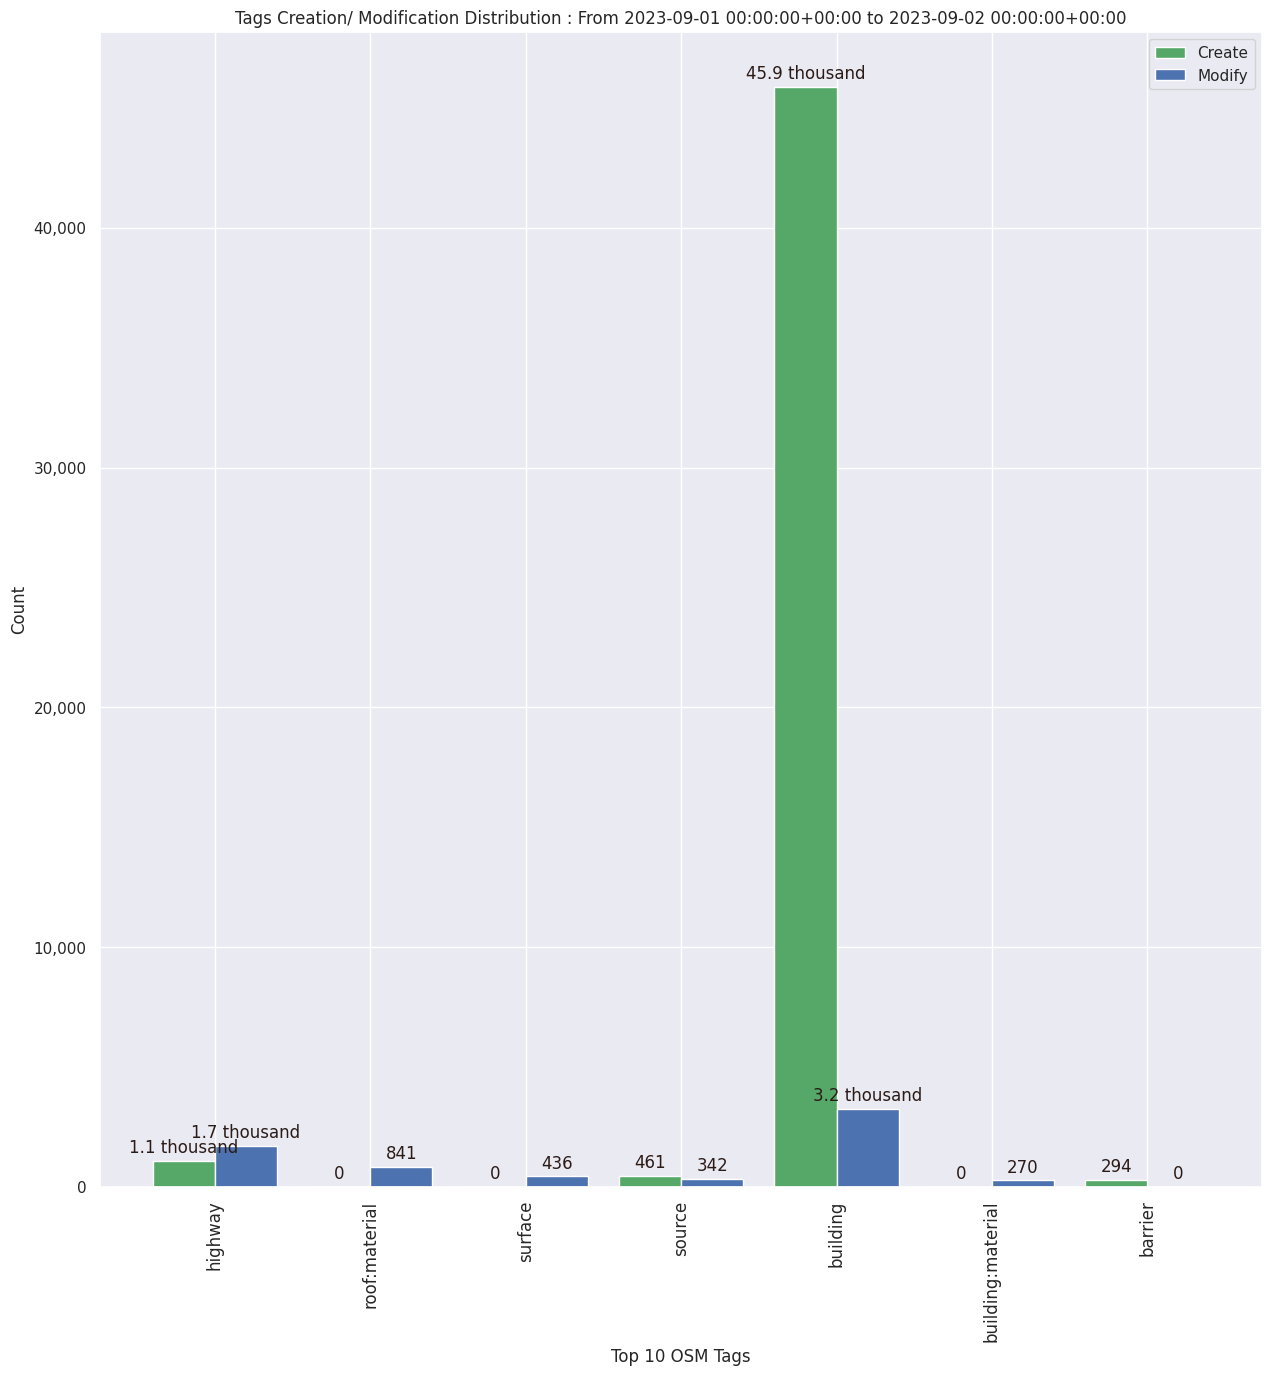 Tags Creation/ Modification Distribution : From 2023-09-01 00:00:00+00:00 to 2023-09-02 00:00:00+00:00
Create
Modify
45.9 thousand
40,000
30,000
20,000
10,000
0
Count
1.1 thousand
1.7 thousand
0
841
0
436
461
342
3.2 thousand
0
270
294
0
highway
roof:material
surface
source
building
building:material
barrier
Top 10 OSM Tags